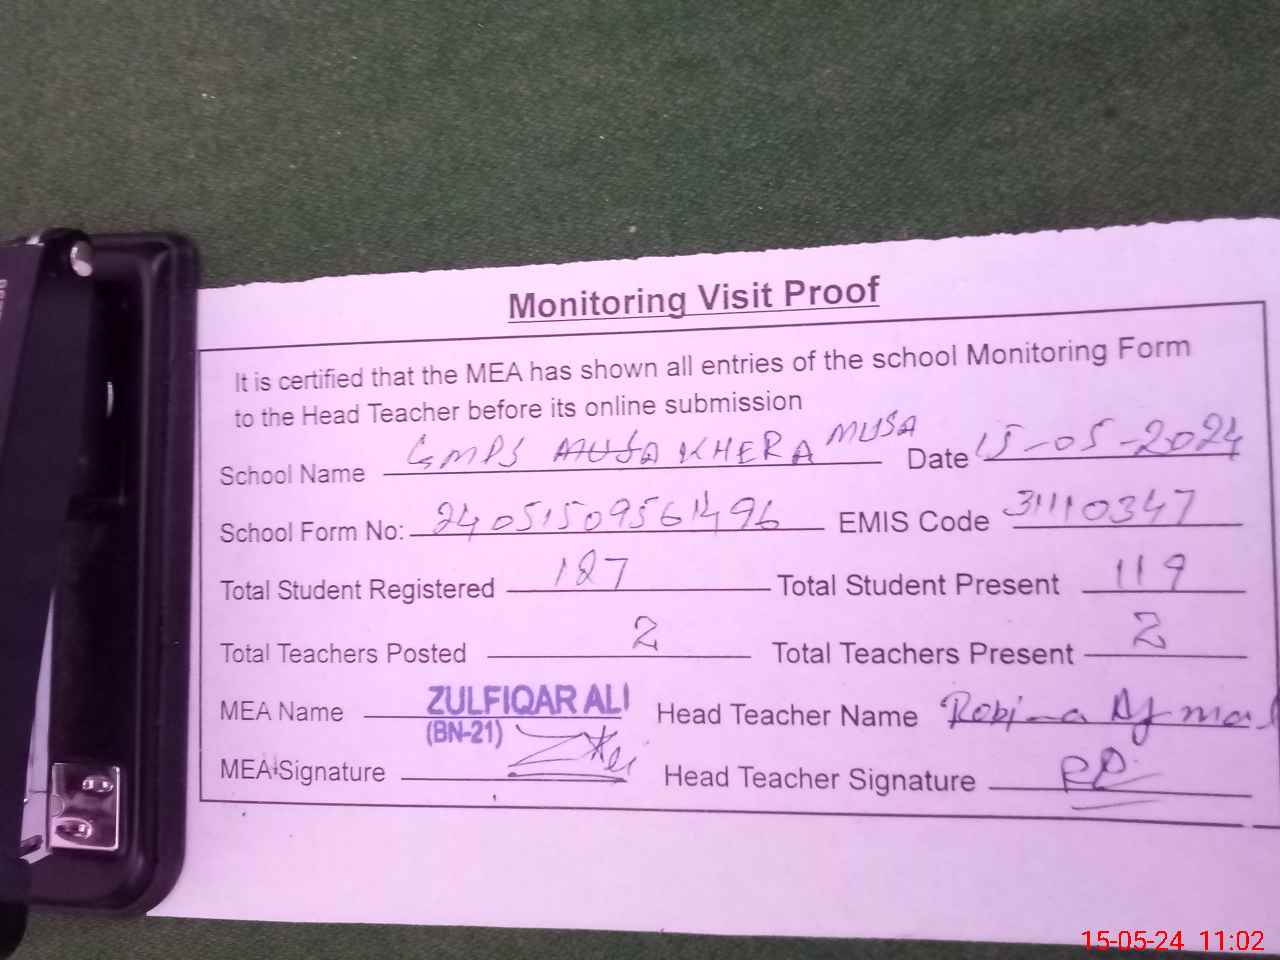 Monitoring Visit Proof
It is certified that the MEA has shown all entries of the school Monitoring Form
to the Head Teacher before its online submission
School Name GMPS MUSA KHERA MUSA Date 15-05-2024
School Form No: 24051509561496 EMIS Code 31110347
Total Student Registered 127 Total Student Present 119
Total Teachers Posted 2 Total Teachers Present 2
MEA Name ZULFIQAR ALI Head Teacher Name Robina Ajmal
(BN-21)
MEA Signature Head Teacher Signature
15-05-24 11:02